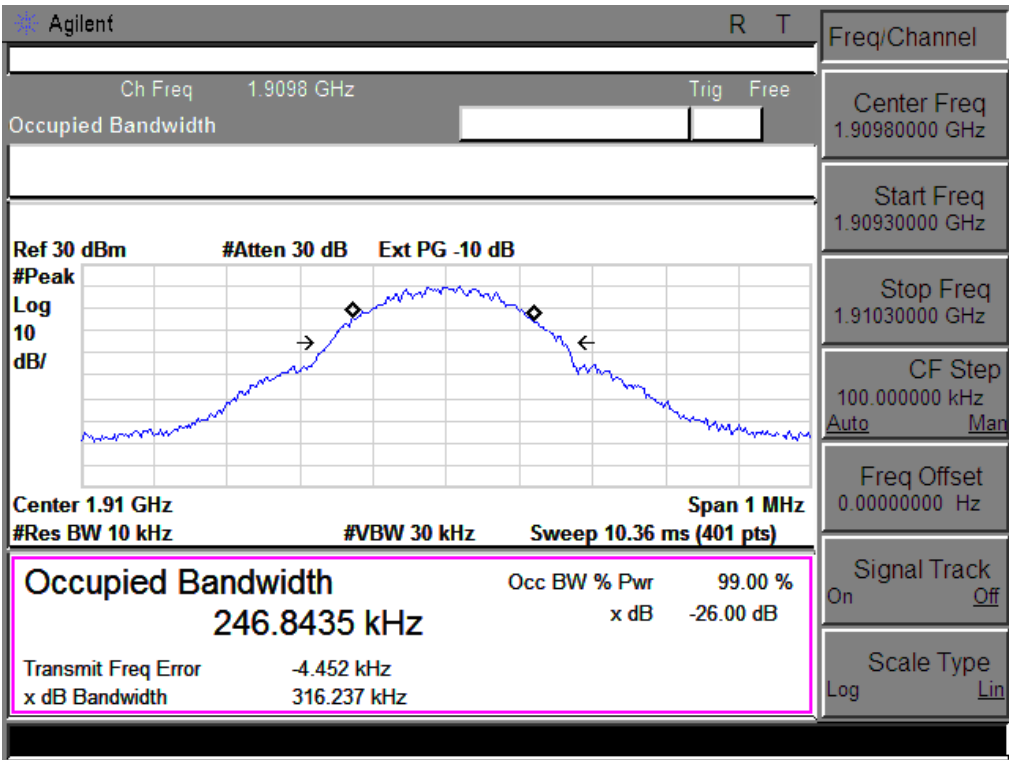 Agilent R T
Ch Freq 1.9098 GHz Trig Free
Occupied Bandwidth
Ref 30 dBm #Atten 30 dB Ext PG -10 dB
#Peak
Log
10
dB/
Center 1.91 GHz Span 1 MHz
#Res BW 10 kHz #VBW 30 kHz Sweep 10.36 ms (401 pts)
Occupied Bandwidth Occ BW % Pwr 99.00 %
246.8435 kHz x dB -26.00 dB
Transmit Freq Error -4.452 kHz
x dB Bandwidth 316.237 kHz
Freq/Channel
Center Freq
1.90980000 GHz
Start Freq
1.90930000 GHz
Stop Freq
1.91030000 GHz
CF Step
100.000000 kHz
Auto Man
Freq Offset
0.00000000 Hz
Signal Track
On Off
Scale Type
Log Lin